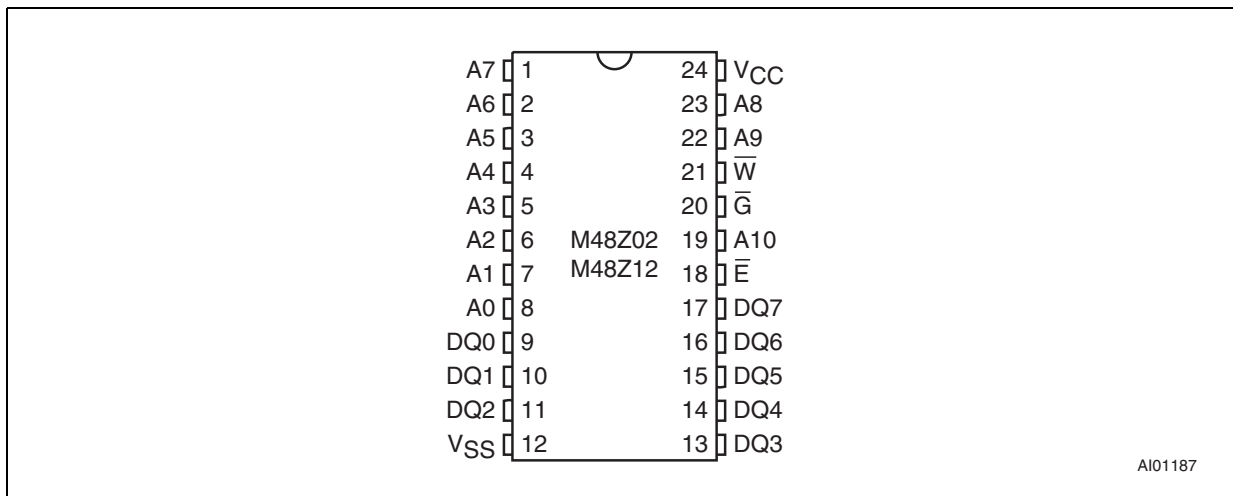 A7 1 24 VCC
A6 2 23 A8
A5 3 22 A9
A4 4 21 W̅
A3 5 20 G̅
A2 6 M48Z02 19 A10
A1 7 M48Z12 18 E̅
A0 8 17 DQ7
DQ0 9 16 DQ6
DQ1 10 15 DQ5
DQ2 11 14 DQ4
VSS 12 13 DQ3
AI01187